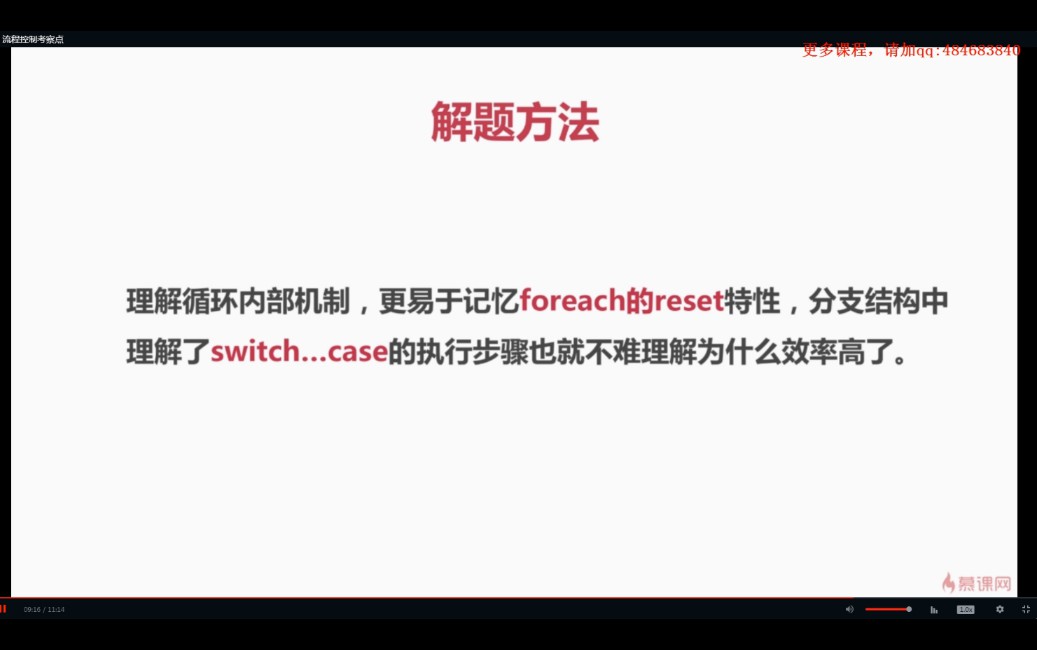 流程控制考察点
更多课程，请加qq:484683840
解题方法
理解循环内部机制，更易于记忆foreach的reset特性，分支结构中
理解了switch...case的执行步骤也就不难理解为什么效率高了。
慕课网
09:16 / 11:14
1.0x